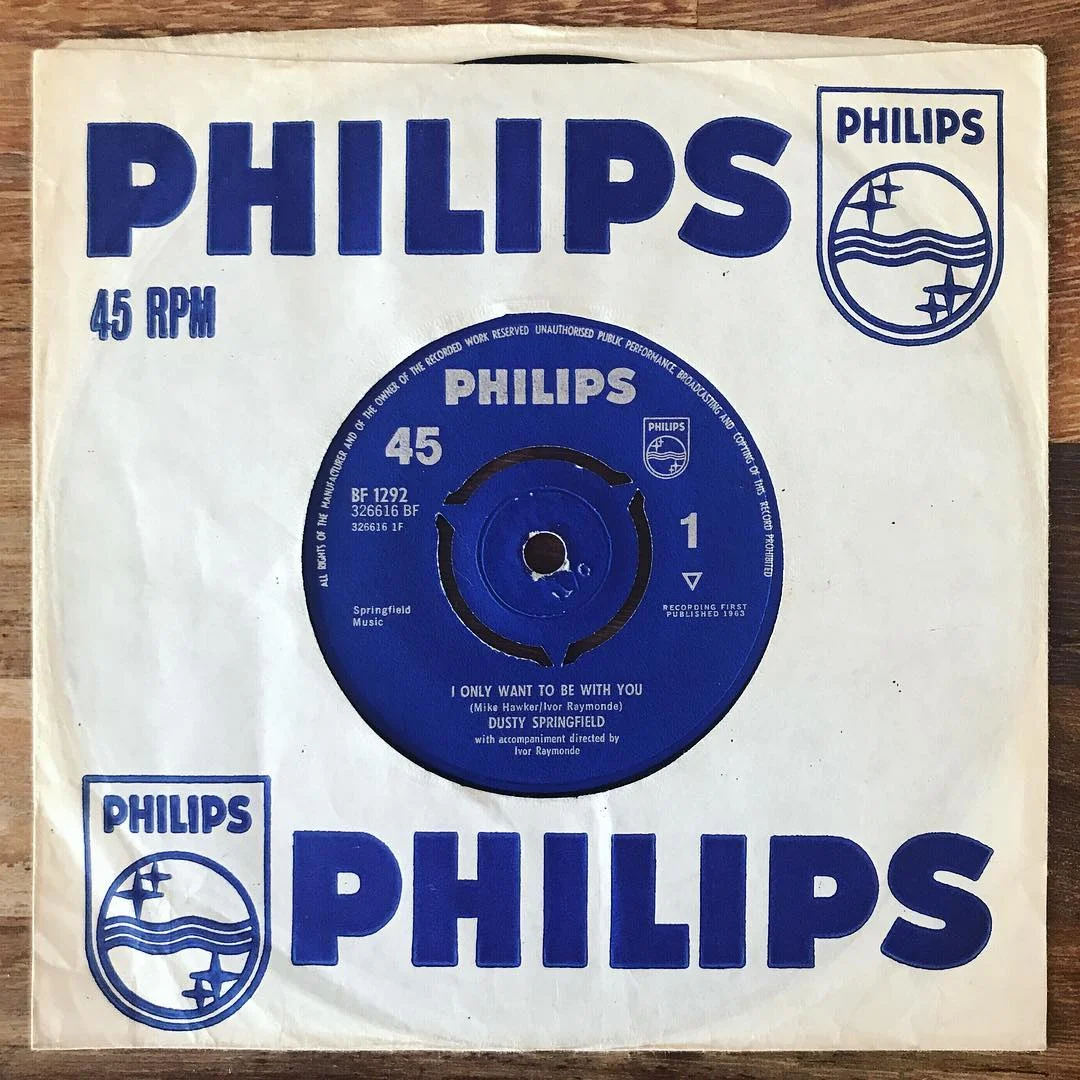 PHILIPS
PHILIPS
45 RPM
ALL RIGHTS OF THE MANUFACTURER AND OF THE OWNER OF THE RECORDED WORK RESERVED UNAUTHORISED PUBLIC PERFORMANCE, BROADCASTING AND COPYING OF THIS RECORD PROHIBITED
PHILIPS
45
PHILIPS
BF 1292
326616 BF
326616 1F
1
Springfield
Music
RECORDING FIRST
PUBLISHED 1963
I ONLY WANT TO BE WITH YOU
(Mike Hawker/Ivor Raymonde)
DUSTY SPRINGFIELD
with accompaniment directed by
Ivor Raymonde
PHILIPS
PHILIPS